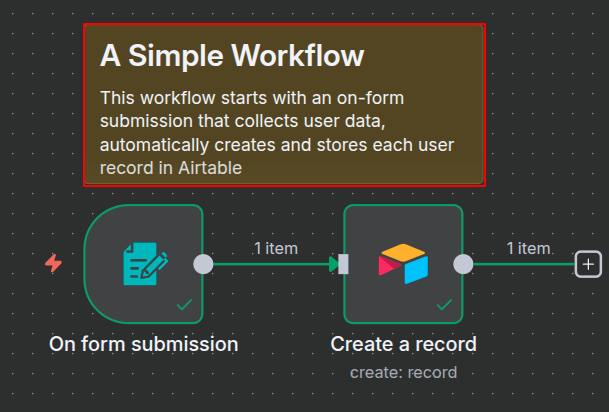 A Simple Workflow
This workflow starts with an on-form
submission that collects user data,
automatically creates and stores each user
record in Airtable
1 item
1 item
On form submission
Create a record
create: record